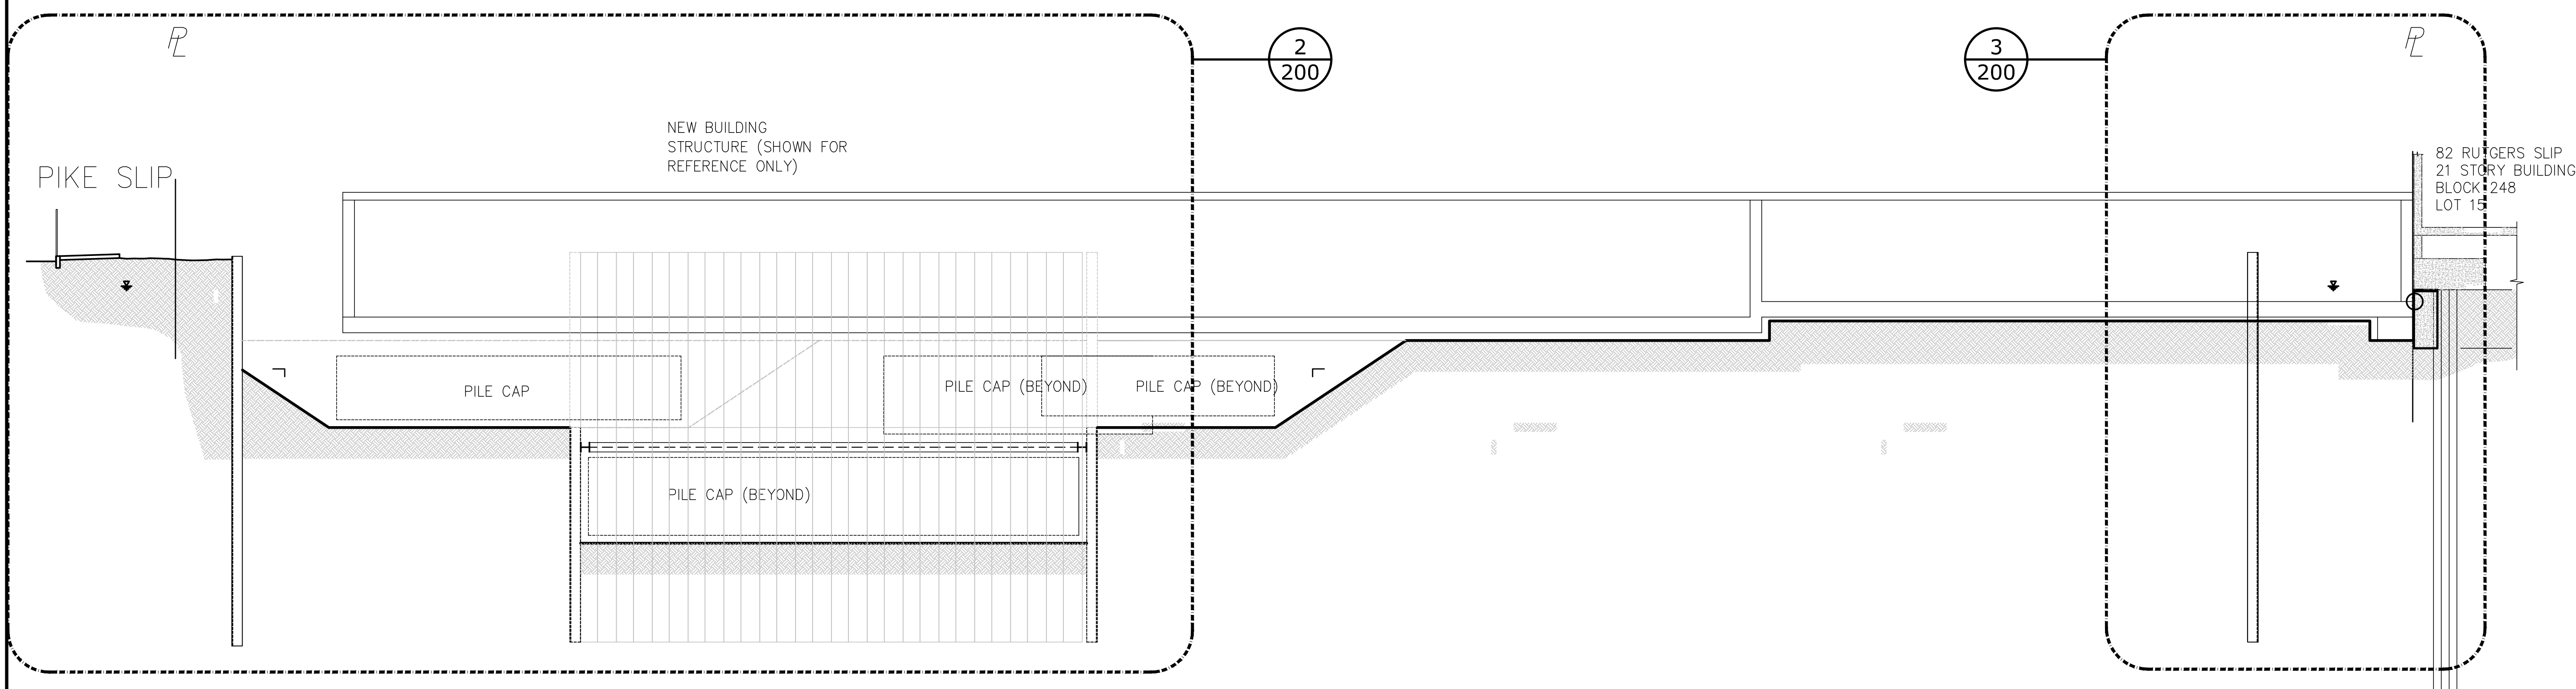 PL
2
200
3
200
PL
NEW BUILDING
STRUCTURE (SHOWN FOR
REFERENCE ONLY)
PIKE SLIP
82 RUTGERS SLIP
21 STORY BUILDING
BLOCK 248
LOT 15
PILE CAP
PILE CAP (BEYOND)
PILE CAP (BEYOND)
PILE CAP (BEYOND)